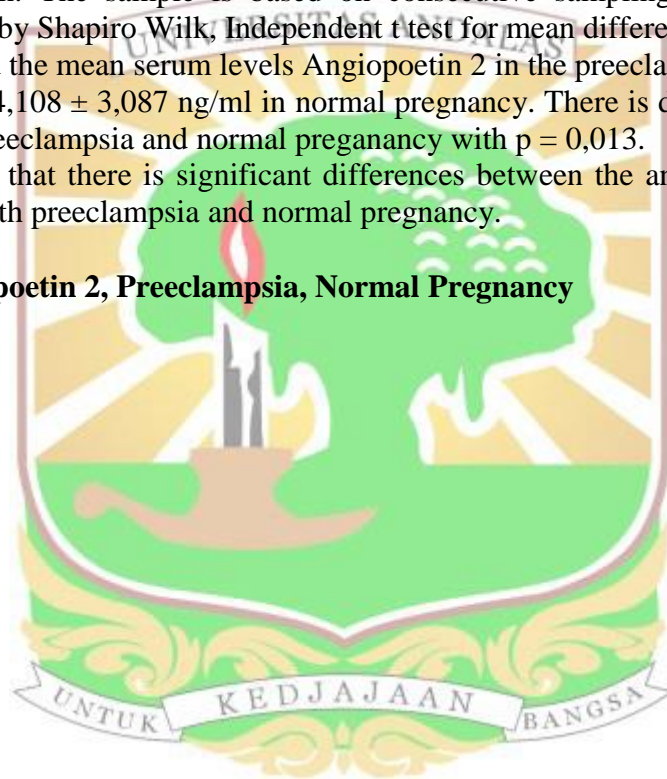 The sample is based on consecutive sampling
by Shapiro Wilk, Independent t test for mean differe
UNIVERSITAS ANDALAS
the mean serum levels Angiopoetin 2 in the preecla
4,108 ± 3,087 ng/ml in normal pregnancy. There is
reeclampsia and normal preganancy with p = 0,013.
that there is significant differences between the an
th preeclampsia and normal pregnancy.
poetin 2, Preeclampsia, Normal Pregnancy
UNTUK KEDJAJAAN BANGSA